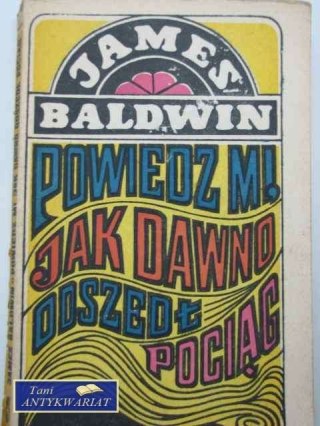 JAMES
BALDWIN
POWIEDZ MI
JAK DAWNO
ODSZEDŁ
POCIĄG
Tani
ANTYKWARIAT